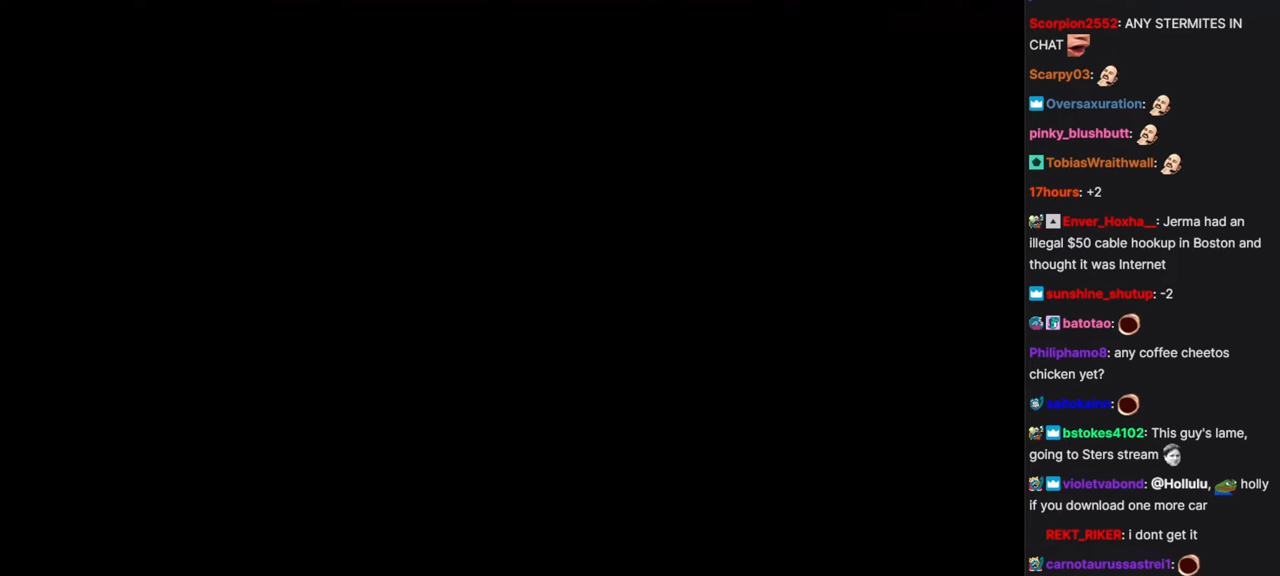 Scorpion2552: ANY STERMITES IN
CHAT
Scarpy03:
Oversaxuration:
pinky_blushbutt:
TobiasWraithwall:
17hours: +2
Enver_Hoxha__: Jerma had an
illegal $50 cable hookup in Boston and
thought it was Internet
sunshine_shutup: -2
batotao:
Philiphamo8: any coffee cheetos
chicken yet?
bstokes4102: This guy's lame,
going to Sters stream
violetvabond: @Hollulu, holly
if you download one more car
REKT_RIKER: i dont get it
carnotaurussastrei1: